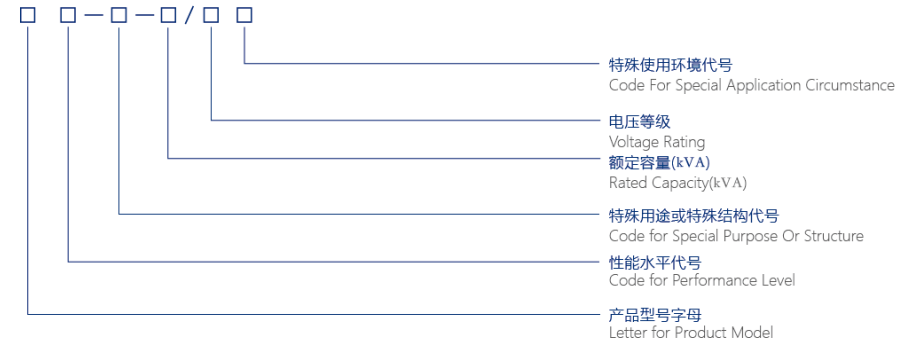 □ □－□－□/□ □
特殊使用环境代号
Code For Special Application Circumstance
电压等级
Voltage Rating
额定容量(kVA)
Rated Capacity(kVA)
特殊用途或特殊结构代号
Code for Special Purpose Or Structure
性能水平代号
Code for Performance Level
产品型号字母
Letter for Product Model